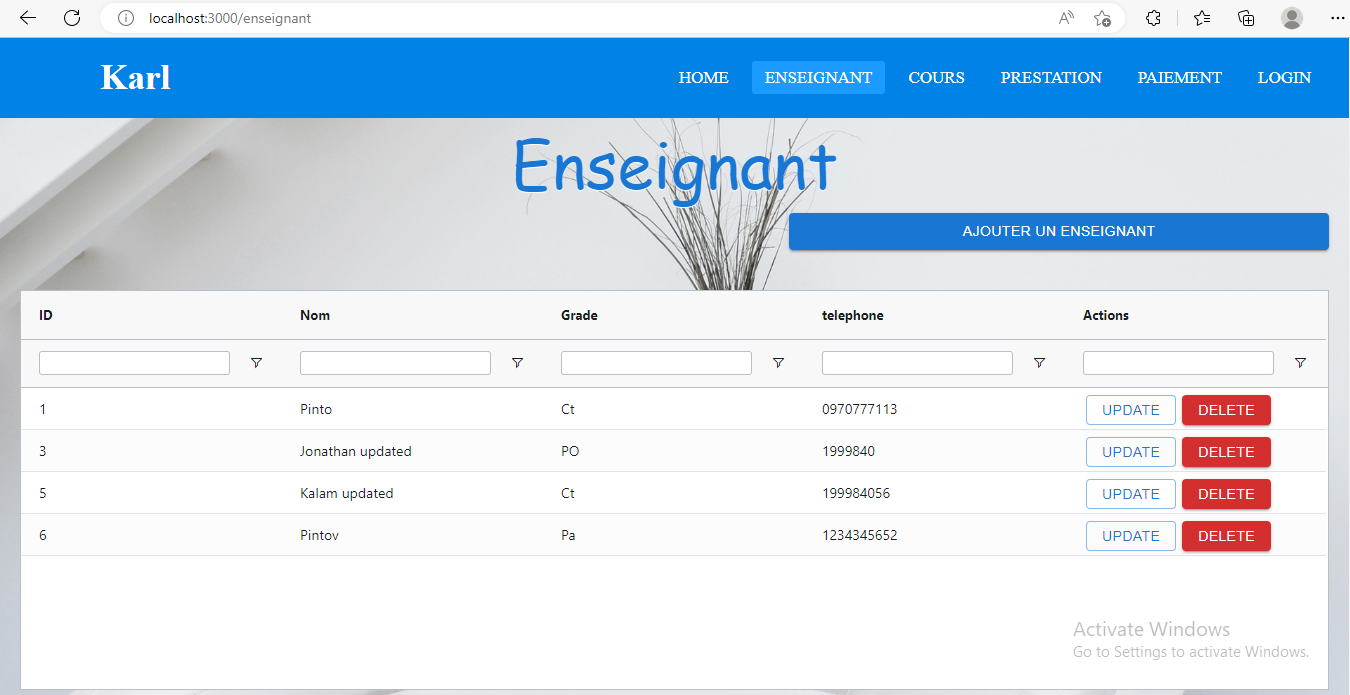 localhost:3000/enseignant
Karl HOME ENSEIGNANT COURS PRESTATION PAIEMENT LOGIN
Enseignant
AJOUTER UN ENSEIGNANT
ID Nom Grade telephone Actions
1 Pinto Ct 0970777113 UPDATE DELETE
3 Jonathan updated PO 1999840 UPDATE DELETE
5 Kalam updated Ct 199984056 UPDATE DELETE
6 Pintov Pa 1234345652 UPDATE DELETE
Activate Windows
Go to Settings to activate Windows.